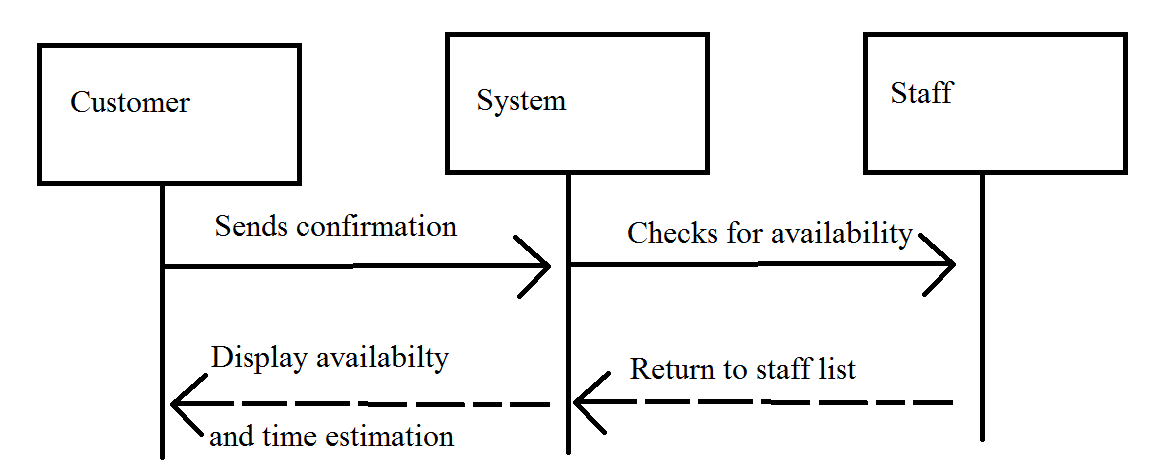 Customer
System
Staff
Sends confirmation
Checks for availability
Display availabilty
and time estimation
Return to staff list